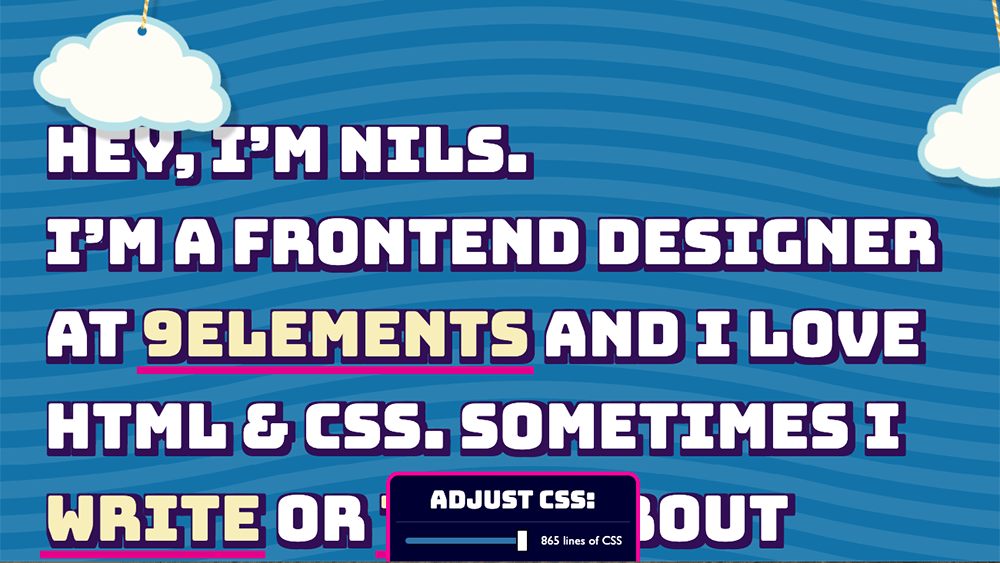 HEY, I’M NILS.
I’M A FRONTEND DESIGNER
AT 9ELEMENTS AND I LOVE
HTML & CSS. SOMETIMES I
WRITE OR
ADJUST CSS:
865 lines of CSS